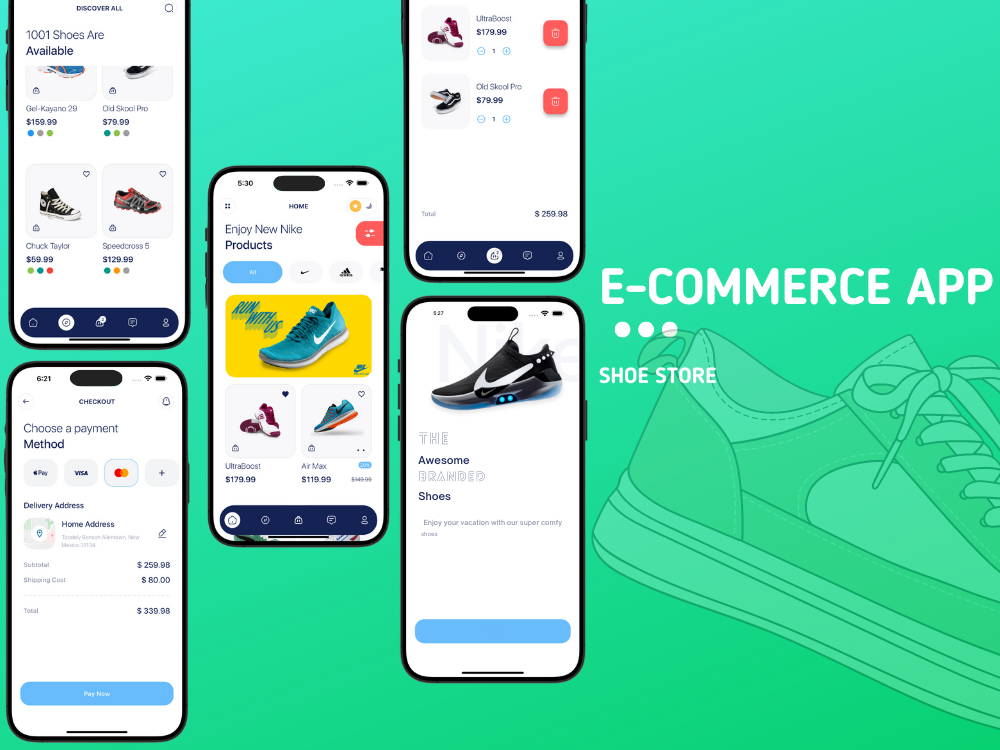 DISCOVER ALL
1001 Shoes Are
Available
Gel-Kayano 29
Old Skool Pro
$159.99
$79.99
Chuck Taylor
Speedcross 5
$59.99
$129.99
6:21
CHECKOUT
Choose a payment
Method
Pay
VISA
+
Delivery Address
Home Address
Toodely Benson Allentown, New
Mexico 31134
Subtotal
$ 259.98
Shipping Cost
$ 80.00
Total
$ 339.98
Pay Now
5:30
HOME
Enjoy New Nike
Products
All
RUN
WITH
US
UltraBoost
Air Max
20%
$179.99
$119.99
$149.99
UltraBoost
$179.99
1
Old Skool Pro
$79.99
1
Total
$ 259.98
5:27
Nike
THE
Awesome
BRANDED
Shoes
Enjoy your vacation with our super comfy
shoes
E-COMMERCE APP
SHOE STORE